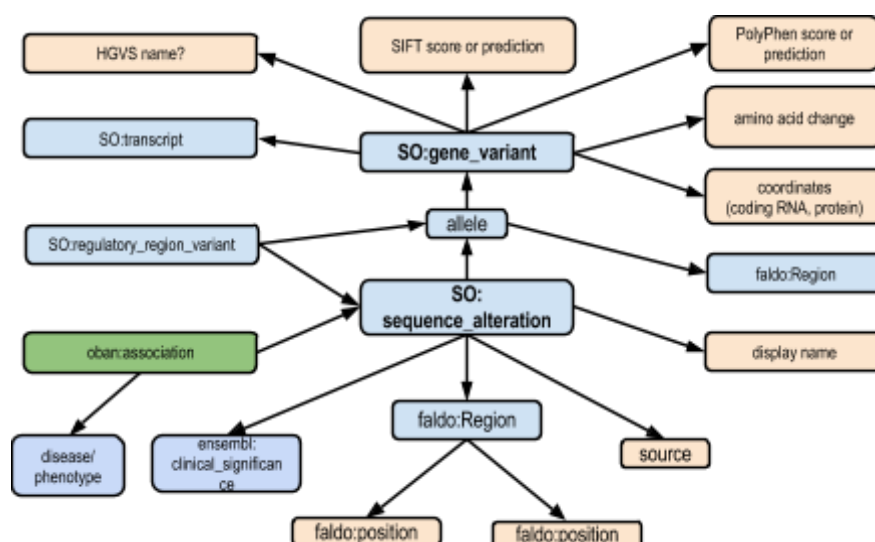 HGVS name?
SIFT score or prediction
PolyPhen score or
prediction
SO:transcript
SO:gene_variant
amino acid change
coordinates
(coding RNA, protein)
SO:regulatory_region_variant
allele
faldo:Region
SO:
sequence_alteration
oban:association
display name
disease/
phenotype
ensembl:
clinical_significan
ce
faldo:Region
source
faldo:position
faldo:position